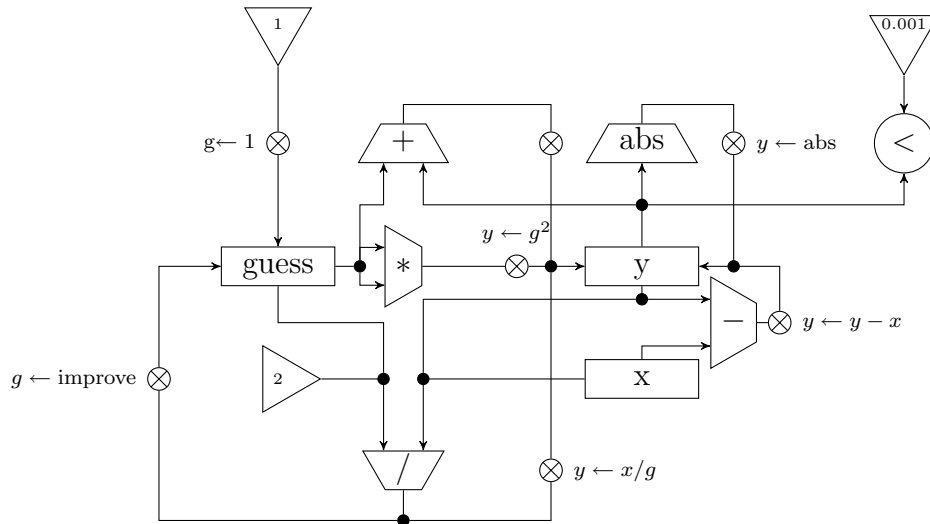 1
0.001
g← 1
+
abs
y ← abs
<
y ← g²
guess
*
y
−
y ← y − x
g ← improve
2
x
/
y ← x/g